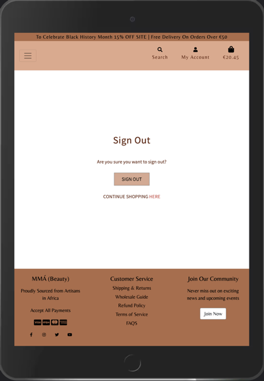 To Celebrate Black History Month 15% OFF SITE | Free Delivery On Orders Over €50
Search
My Account
€20.45
Sign Out
Are you sure you want to sign out?
SIGN OUT
CONTINUE SHOPPING HERE
MMÁ (Beauty)
Proudly Sourced from Artisans
In Africa
Accept All Payments
Customer Service
Shipping & Returns
Wholesale Guide
Refund Policy
Terms of Service
FAQS
Join Our Community
Never miss out on exciting
news and upcoming events
Join Now